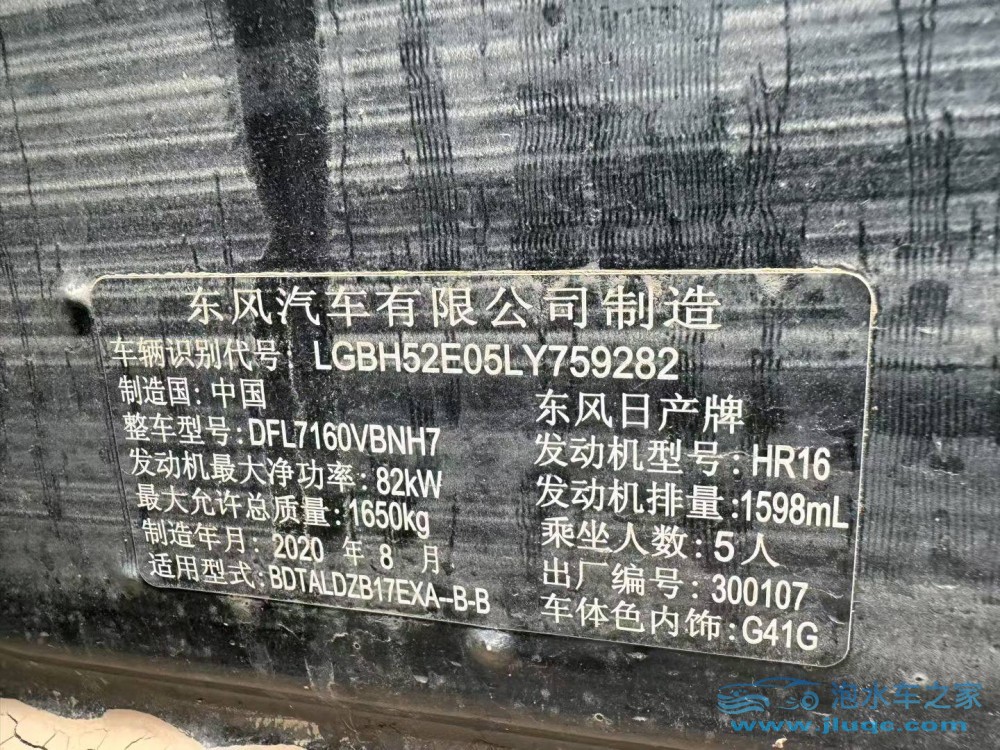 东风汽车有限公司制造
车辆识别代号: LGBH52E05LY759282
制造国: 中国
东风日产牌
整车型号: DFL7160VBNH7
发动机型号: HR16
发动机最大净功率: 82kW
发动机排量: 1598mL
最大允许总质量: 1650kg
乘坐人数: 5 人
制造年月: 2020 年 8 月
出厂编号: 300107
适用型式: BDTALDZB17EXA-B-B
车体色内饰: G41G
泡水车之家
www.jluqc.com